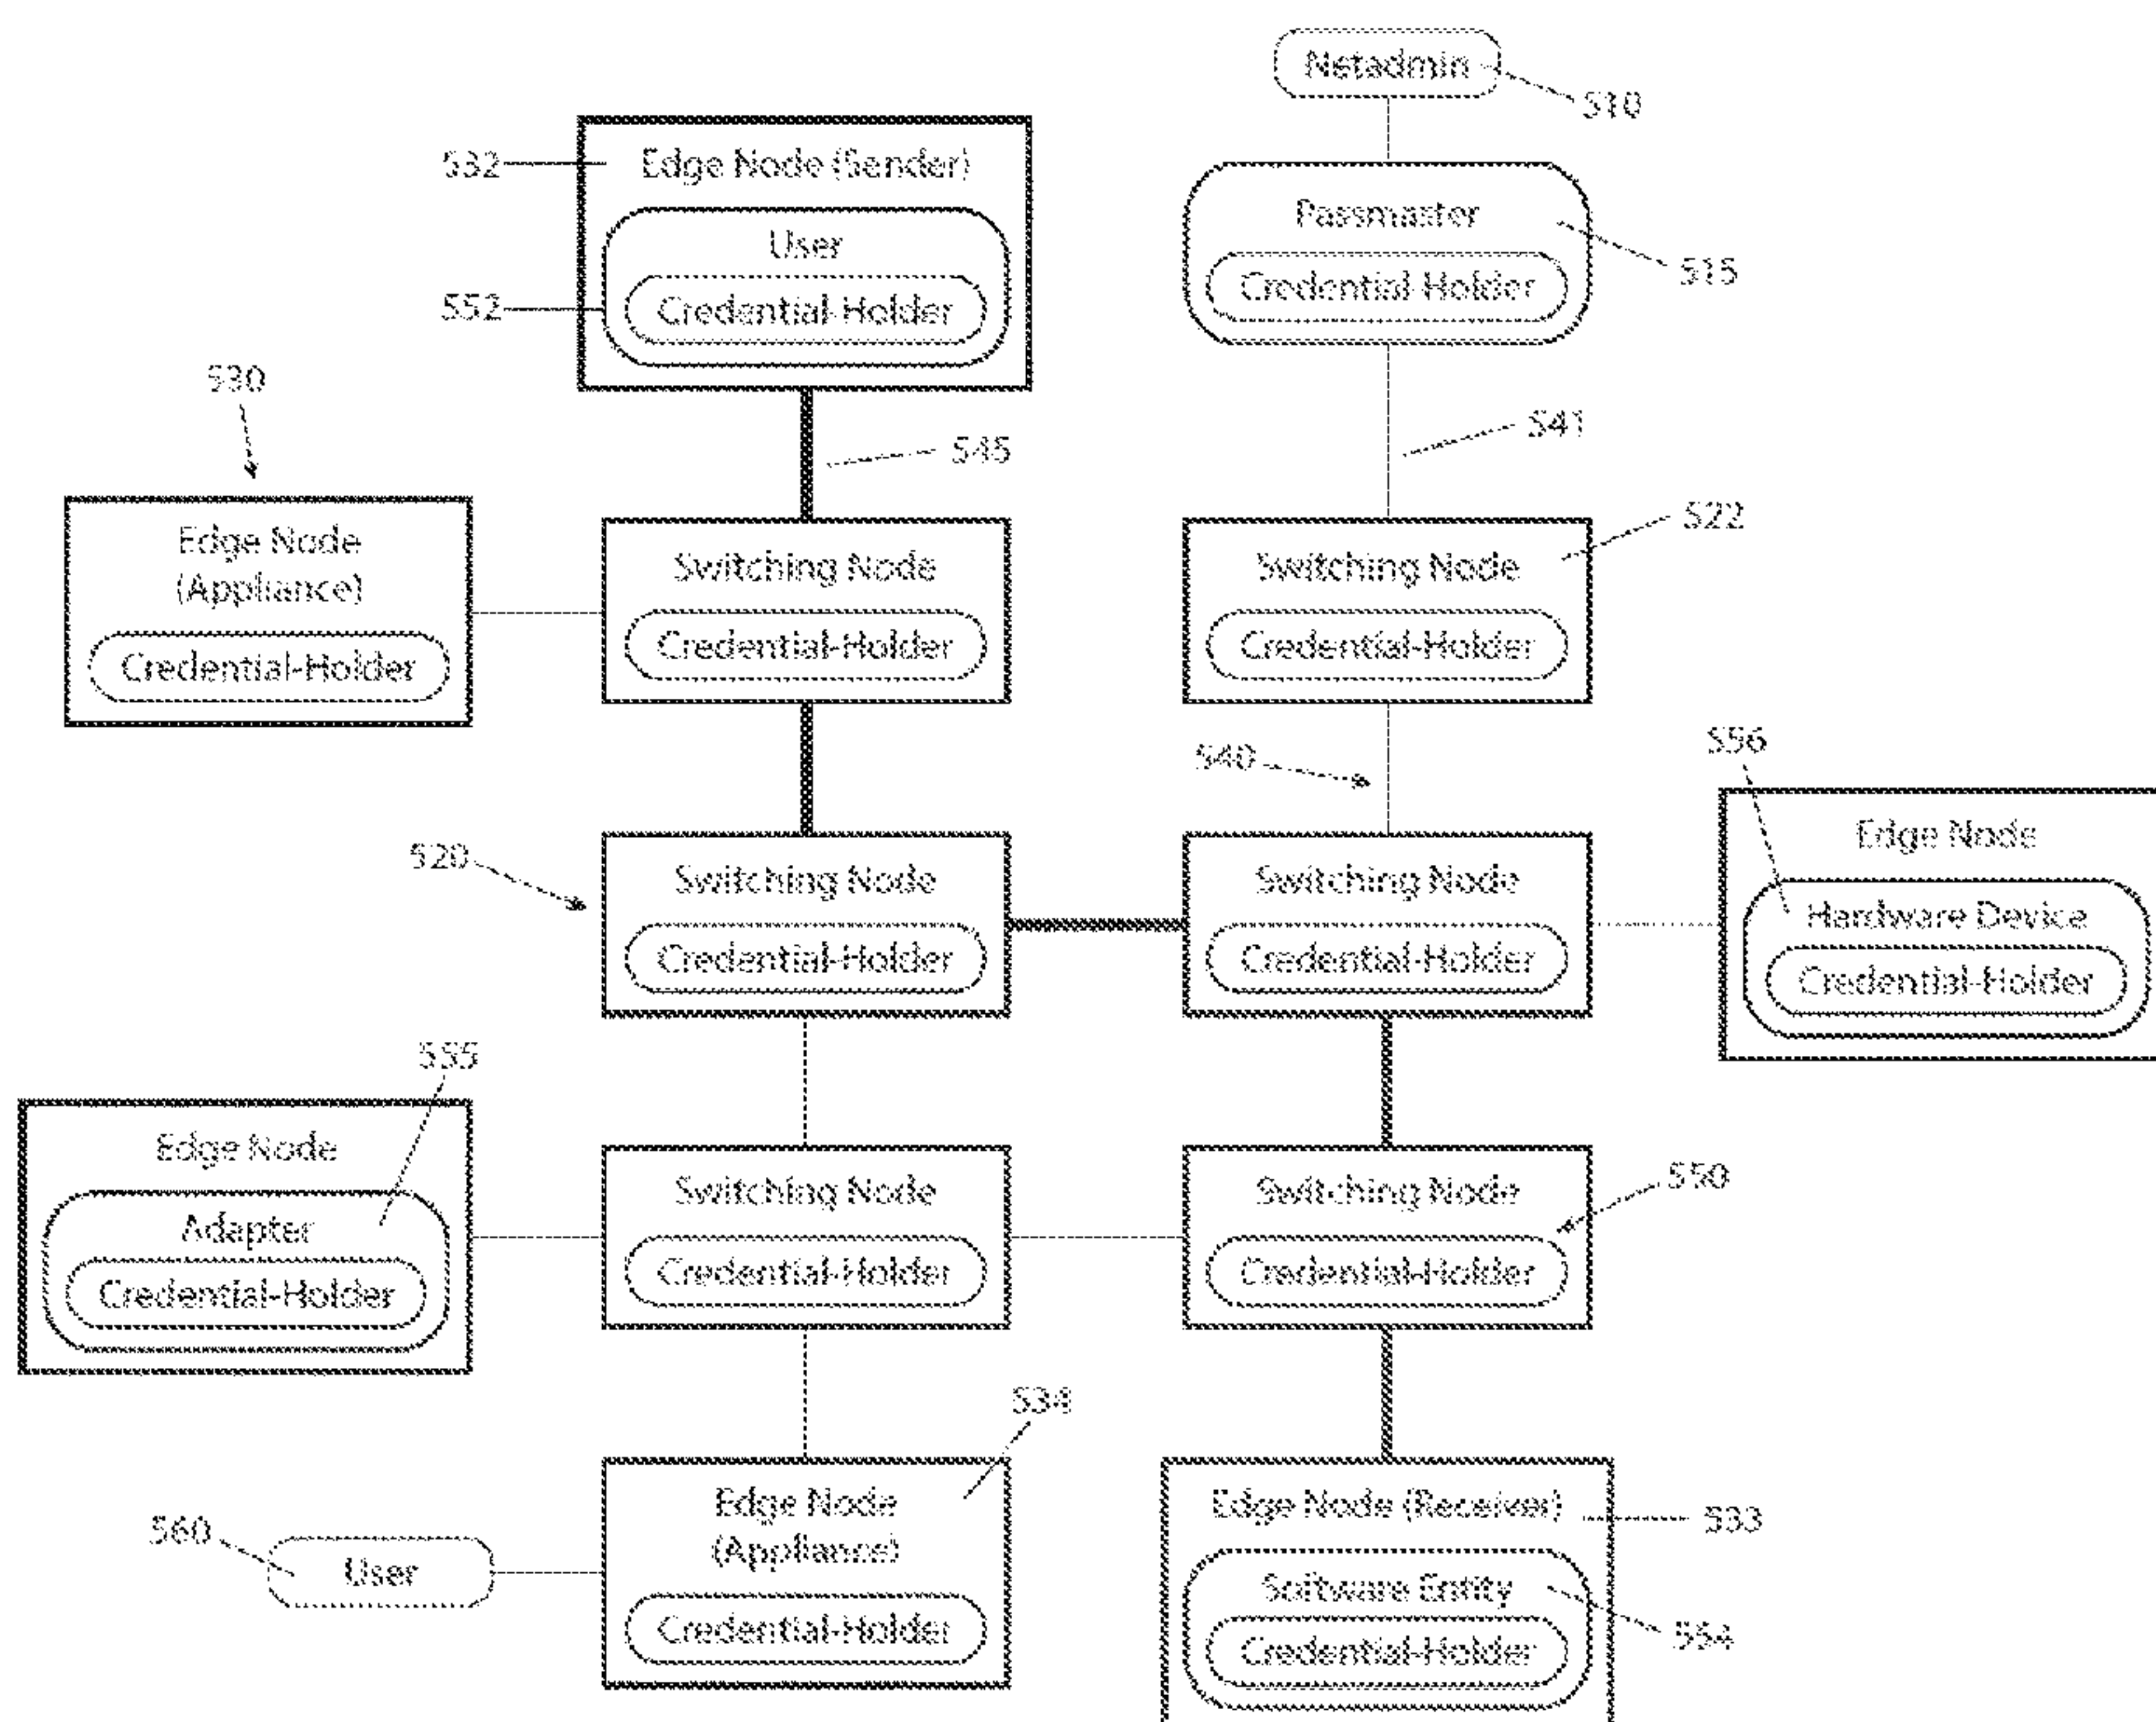 Netadmin
510
532
Edge Node (Sender)
User
552
Credential-Holder
Passmaster
Credential-Holder
515
530
545
541
Edge Node
(Appliance)
Credential-Holder
Switching Node
Credential-Holder
Switching Node
Credential-Holder
522
540
556
520
Switching Node
Credential-Holder
Switching Node
Credential-Holder
Edge Node
Hardware Device
Credential-Holder
555
Edge Node
Adapter
Credential-Holder
Switching Node
Credential-Holder
Switching Node
Credential-Holder
550
534
560
User
Edge Node
(Appliance)
Credential-Holder
Edge Node (Receiver)
533
Software Entity
Credential-Holder
554